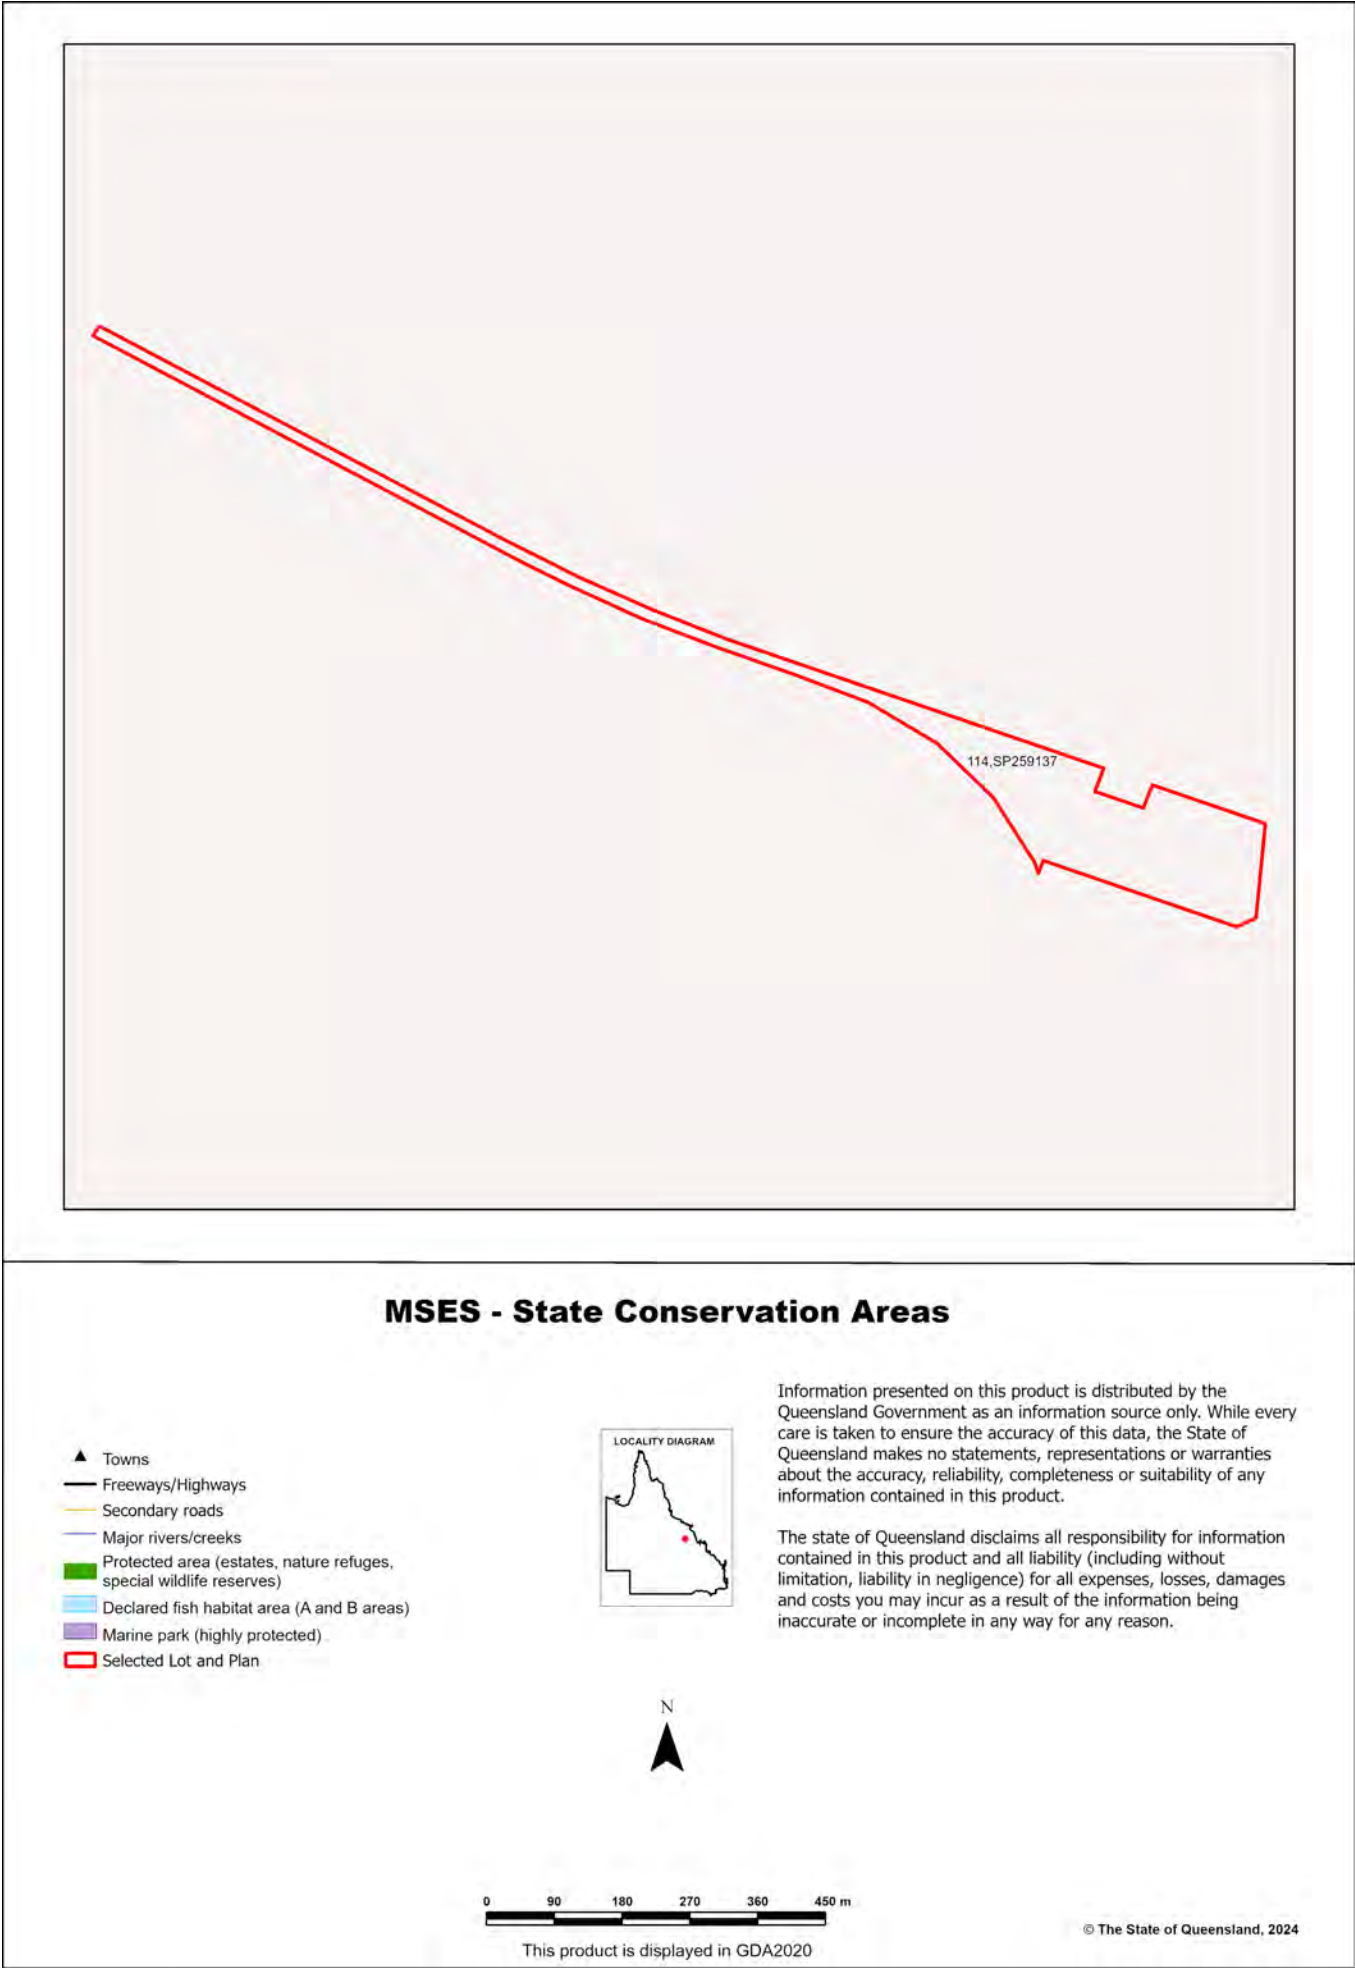 114,SP259137
MSES - State Conservation Areas
Towns
Freeways/Highways
Secondary roads
Major rivers/creeks
Protected area (estates, nature refuges,
special wildlife reserves)
Declared fish habitat area (A and B areas)
Marine park (highly protected)
Selected Lot and Plan
LOCALITY DIAGRAM
Information presented on this product is distributed by the
Queensland Government as an information source only. While every
care is taken to ensure the accuracy of this data, the State of
Queensland makes no statements, representations or warranties
about the accuracy, reliability, completeness or suitability of any
information contained in this product.
The state of Queensland disclaims all responsibility for information
contained in this product and all liability (including without
limitation, liability in negligence) for all expenses, losses, damages
and costs you may incur as a result of the information being
inaccurate or incomplete in any way for any reason.
N
0 90 180 270 360 450 m
This product is displayed in GDA2020
© The State of Queensland, 2024